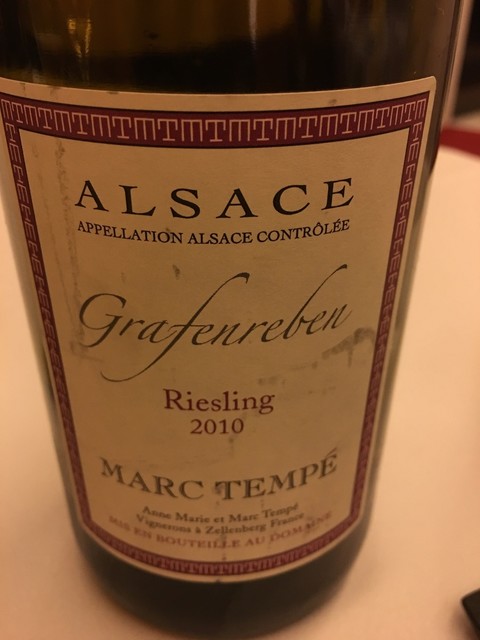 ALSACE
APPELLATION ALSACE CONTRÔLÉE
Grafenreben
Riesling
2010
MARC TEMPÉ
Anne Marie et Marc Tempé
Vignerons à Zellenberg France
MIS EN BOUTEILLE AU DOMAINE